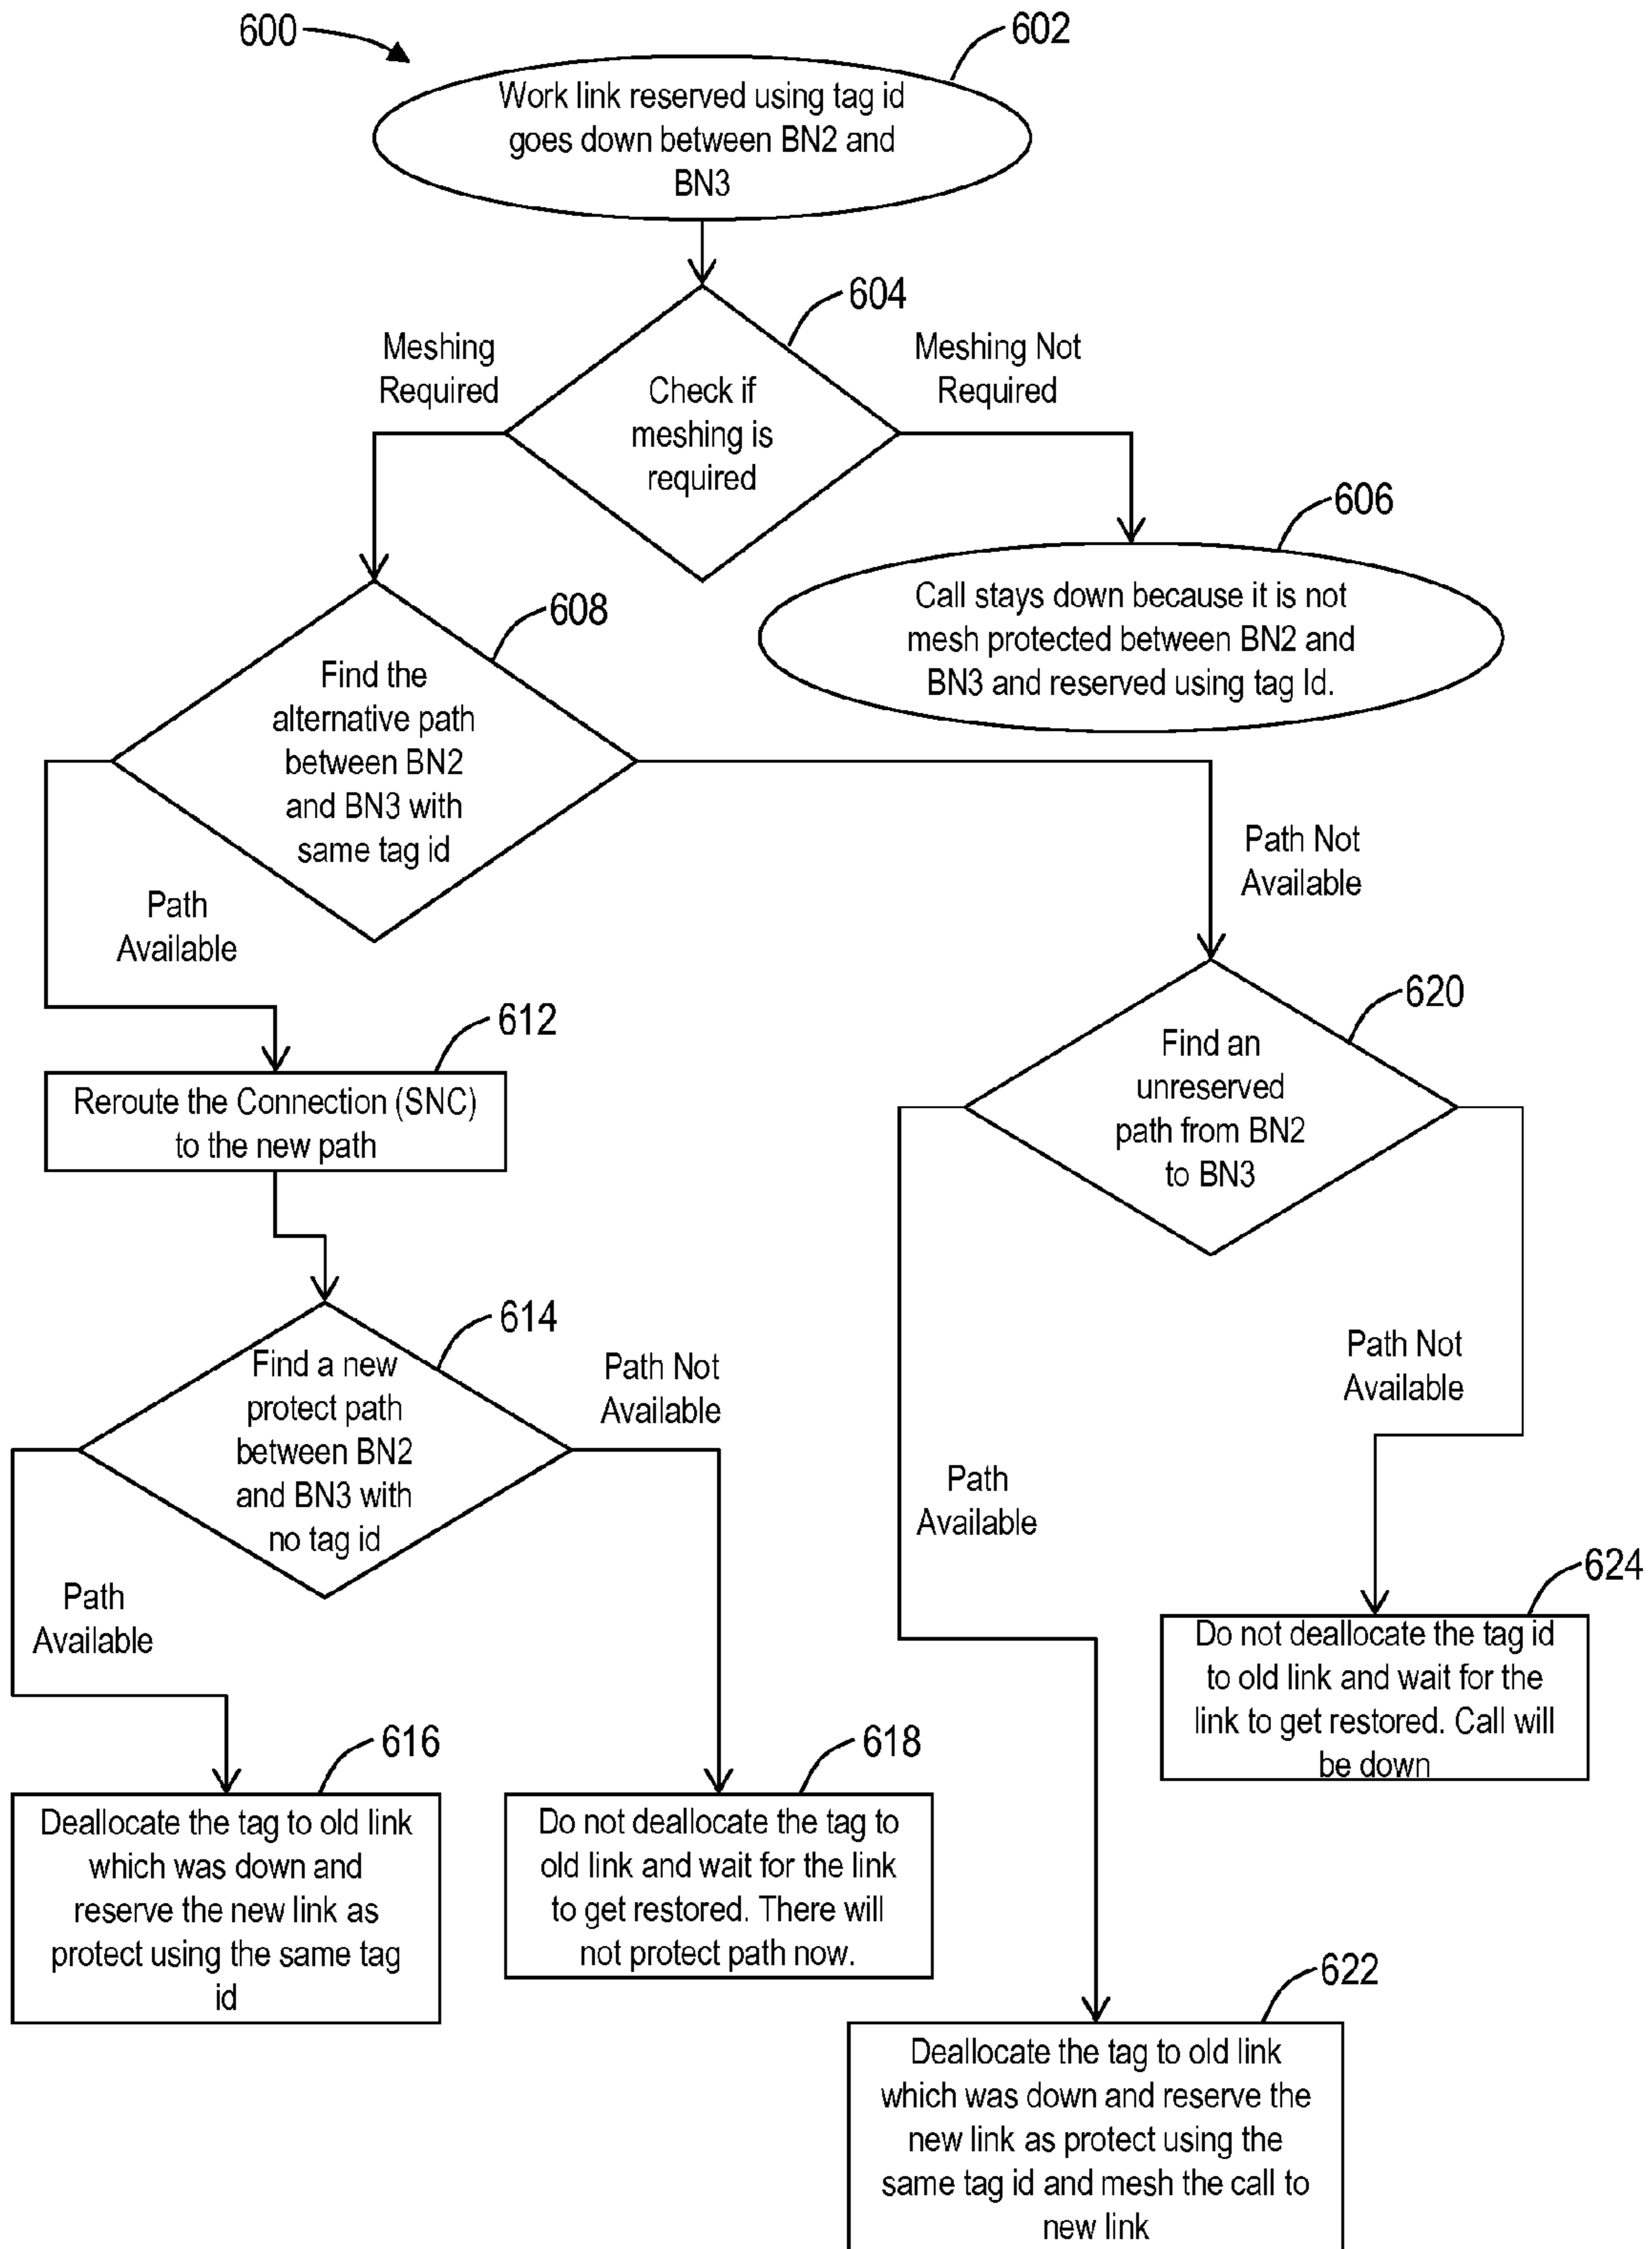 600
602
Work link reserved using tag id
goes down between BN2 and
BN3
604
Meshing
Required
Meshing Not
Required
Check if
meshing is
required
606
Call stays down because it is not
mesh protected between BN2 and
BN3 and reserved using tag Id.
608
Find the
alternative path
between BN2
and BN3 with
same tag id
Path
Available
Path Not
Available
612
Reroute the Connection (SNC)
to the new path
620
Find an
unreserved
path from BN2
to BN3
614
Find a new
protect path
between BN2
and BN3 with
no tag id
Path Not
Available
Path
Available
Path
Available
Path Not
Available
624
Do not deallocate the tag id
to old link and wait for the
link to get restored. Call will
be down
616
Deallocate the tag to old link
which was down and
reserve the new link as
protect using the same tag
id
618
Do not deallocate the tag to
old link and wait for the link
to get restored. There will
not protect path now.
622
Deallocate the tag to old link
which was down and reserve the
new link as protect using the
same tag id and mesh the call to
new link